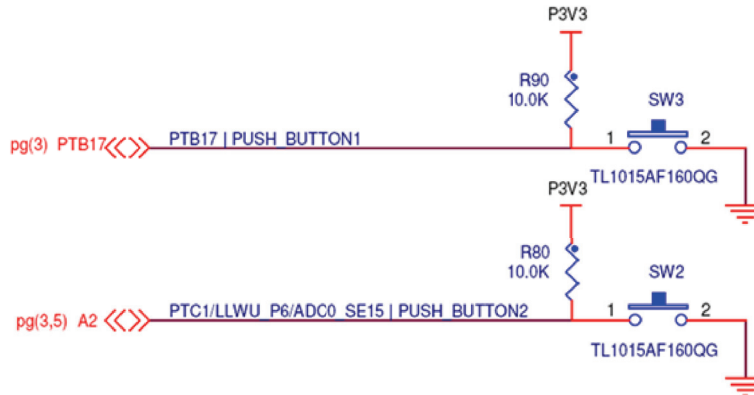 P3V3
R90
10.0K
SW3
pg(3) PTB17
PTB17 | PUSH_BUTTON1
1
2
TL1015AF160QG
P3V3
R80
10.0K
SW2
pg(3,5) A2
PTC1/LLWU_P6/ADC0_SE15 | PUSH_BUTTON2
1
2
TL1015AF160QG